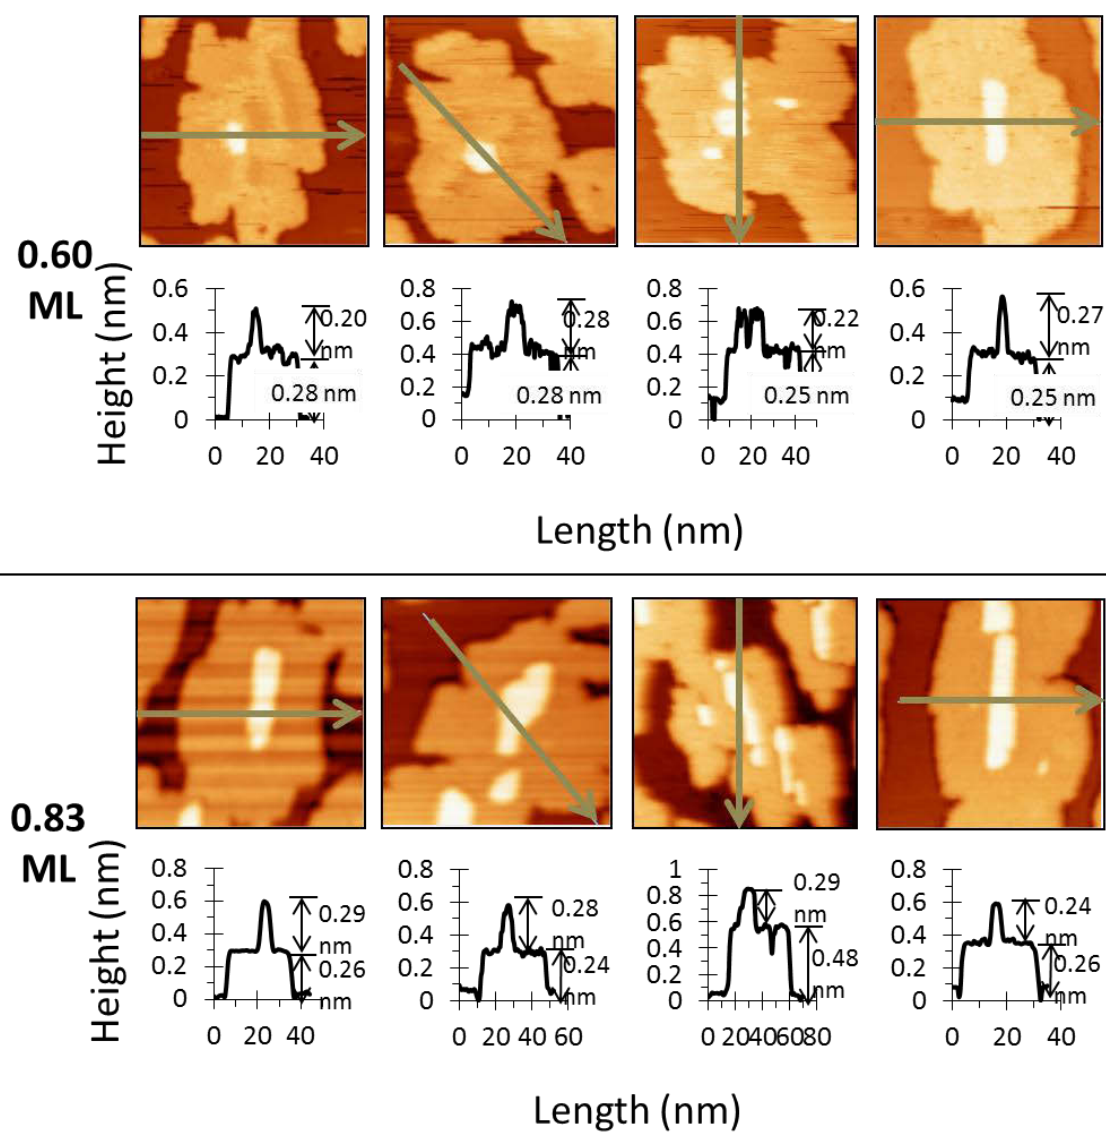 0.60
ML
Height (nm)
0.6
0.4
0.2
0
0.20
nm
0.28 nm
0 20 40
0.8
0.6
0.4
0.2
0
0.28
nm
0.28 nm
0 20 40
0.8
0.6
0.4
0.2
0
0.22
nm
0.25 nm
0 20 40
0.6
0.4
0.2
0
0.27
nm
0.25 nm
0 20 40
Length (nm)
0.83
ML
Height (nm)
0.8
0.6
0.4
0.2
0
0.29
nm
0.26
nm
0 20 40
0.8
0.6
0.4
0.2
0
0.28
nm
0.24
nm
0 20 40 60
1
0.8
0.6
0.4
0.2
0
0.29
nm
0.48
nm
0 20 40 60 80
0.8
0.6
0.4
0.2
0
0.24
nm
0.26
nm
0 20 40
Length (nm)